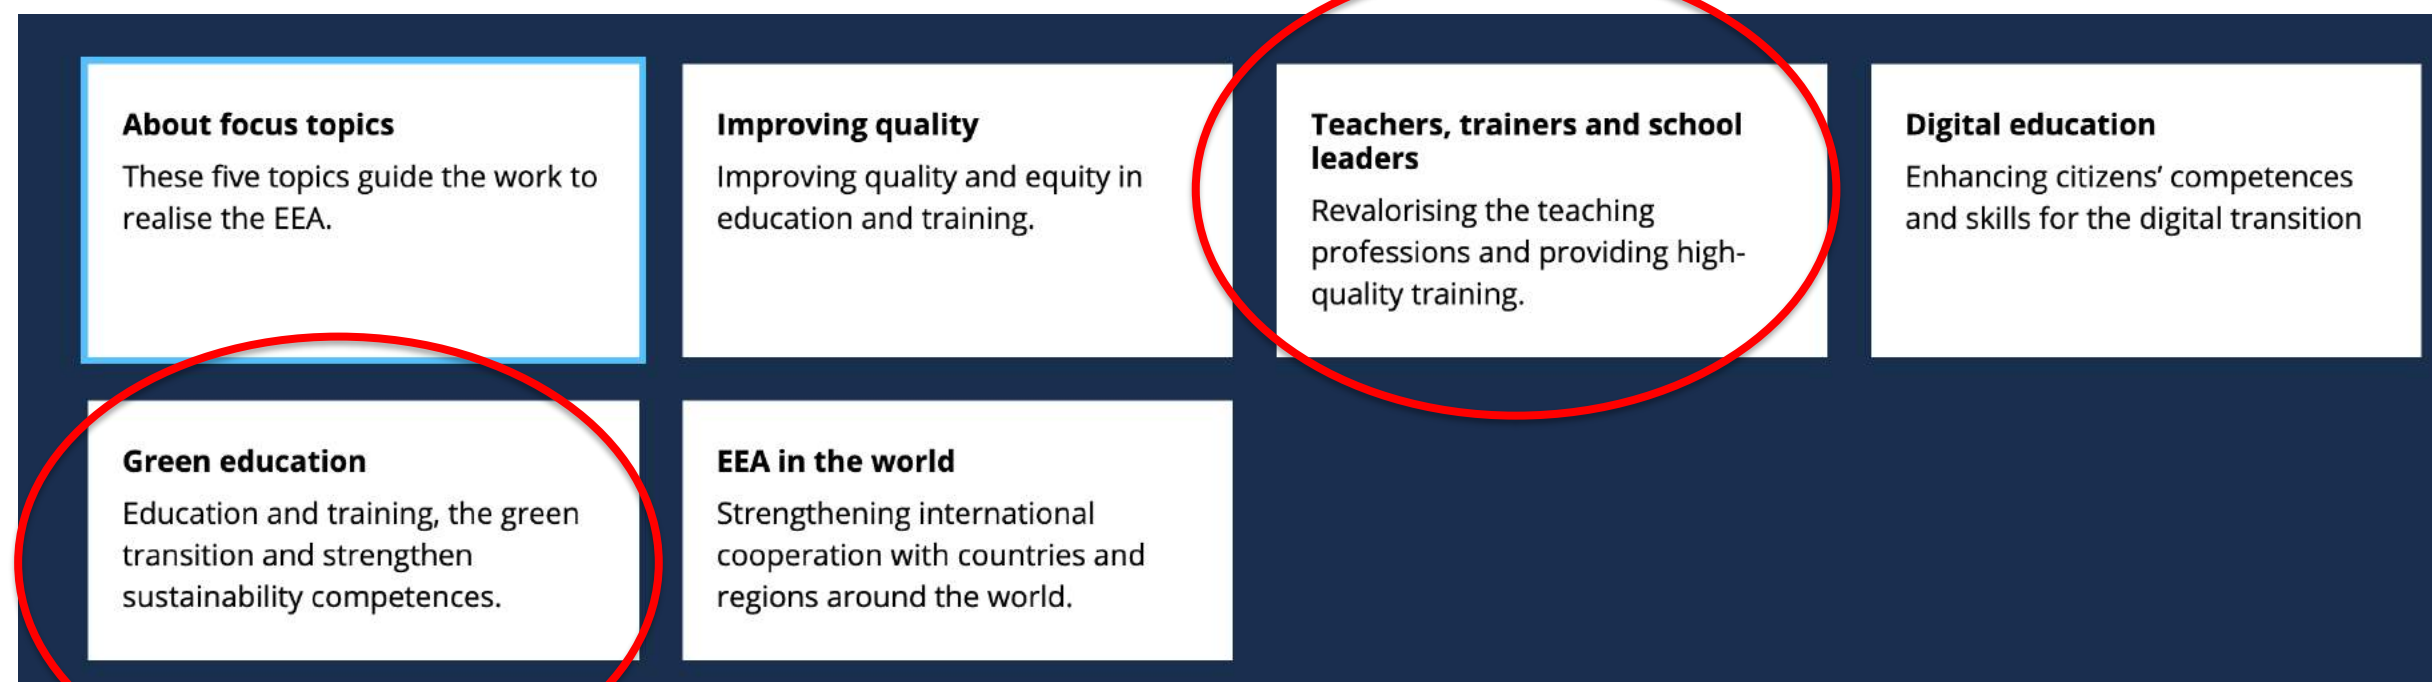 About focus topics
These five topics guide the work to
realise the EEA.
Improving quality
Improving quality and equity in
education and training.
Teachers, trainers and school
leaders
Revalorising the teaching
professions and providing high-
quality training.
Digital education
Enhancing citizens’ competences
and skills for the digital transition
Green education
Education and training, the green
transition and strengthen
sustainability competences.
EEA in the world
Strengthening international
cooperation with countries and
regions around the world.